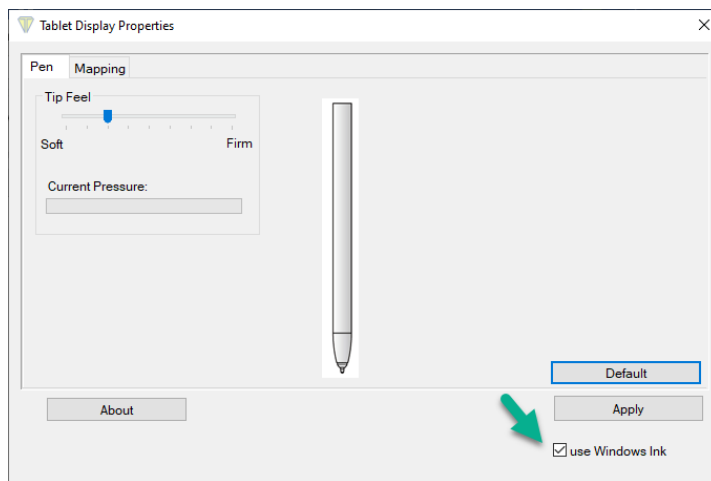 Tablet Display Properties
Pen
Mapping
Tip Feel
Soft
Firm
Current Pressure:
Default
About
Apply
use Windows Ink